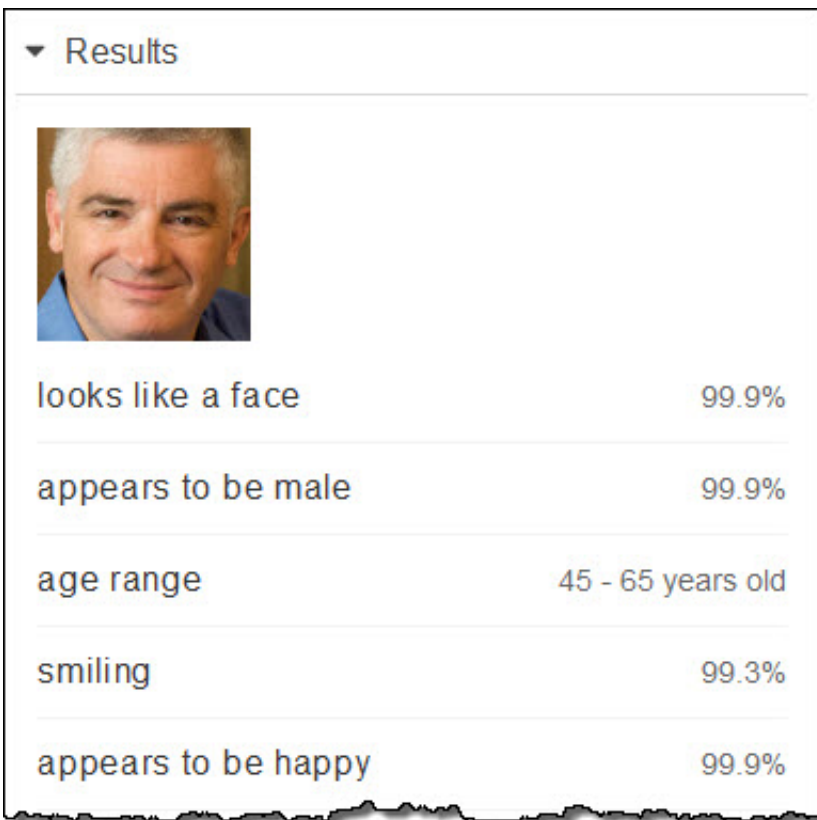 Results
looks like a face 99.9%
appears to be male 99.9%
age range 45 - 65 years old
smiling 99.3%
appears to be happy 99.9%